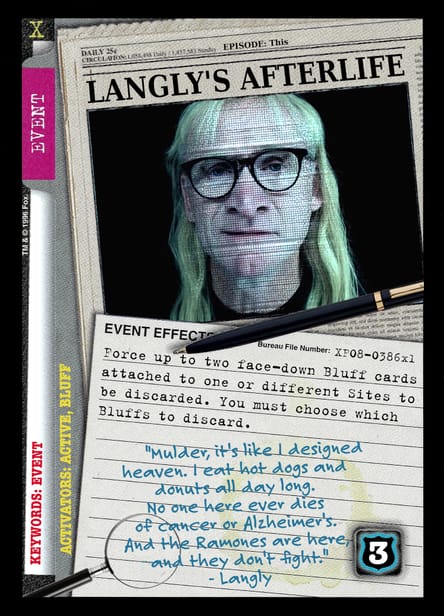 X
EVENT
TM & © 1996 Fox.
KEYWORDS: EVENT
ACTIVATORS: ACTIVE, BLUFF
DAILY 25¢
EPISODE: This
LANGLY'S AFTERLIFE
EVENT EFFECTS
Bureau File Number: XF08-0386x1
Force up to two face-down Bluff cards
attached to one or different Sites to
be discarded. You must choose which
Bluffs to discard.
"Mulder, it's like I designed
heaven. I eat hot dogs and
donuts all day long.
No one here ever dies
of cancer or Alzheimer's.
And the Ramones are here,
and they don't fight."
- Langly
3